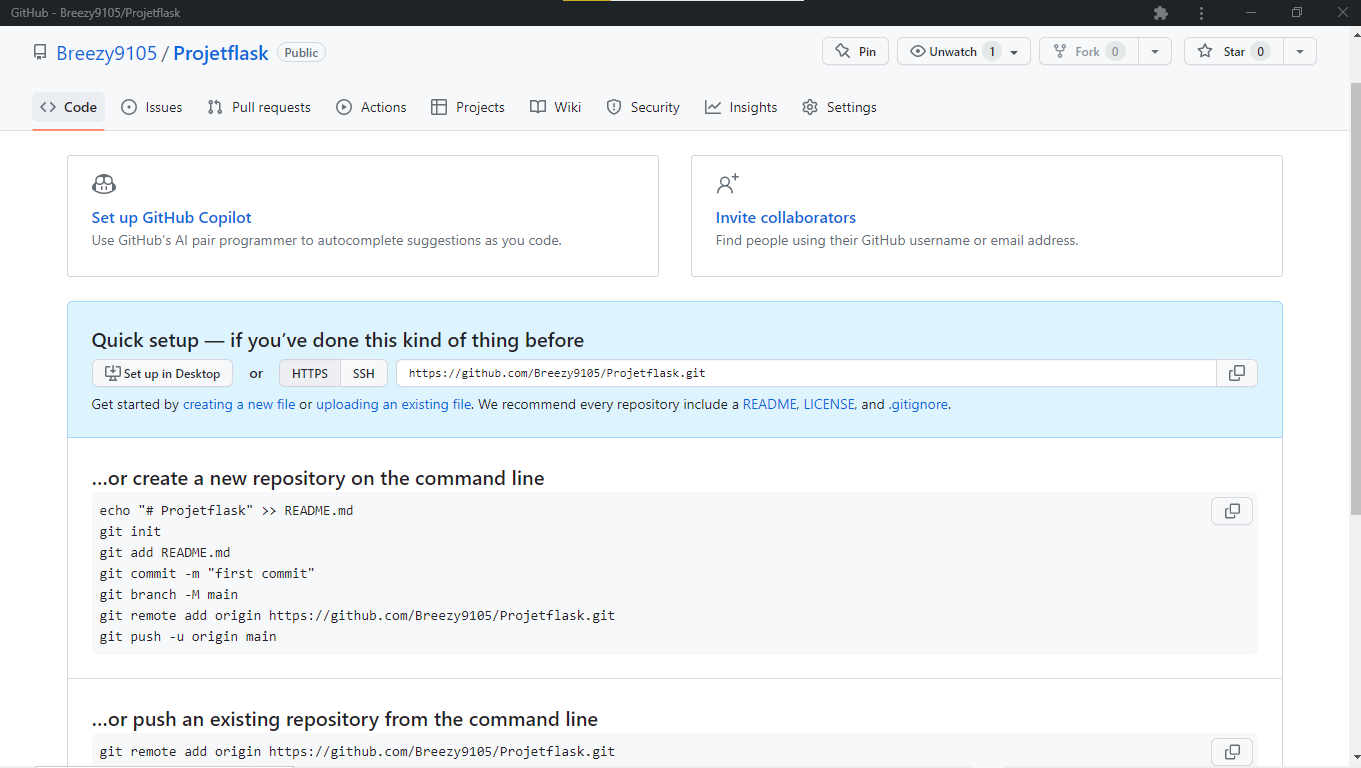 GitHub - Breezy9105/Projetflask
Breezy9105 / Projetflask Public Pin Unwatch 1 Fork 0 Star 0
Code Issues Pull requests Actions Projects Wiki Security Insights Settings
Set up GitHub Copilot
Use GitHub's AI pair programmer to autocomplete suggestions as you code.
Invite collaborators
Find people using their GitHub username or email address.
Quick setup — if you’ve done this kind of thing before
Set up in Desktop or HTTPS SSH https://github.com/Breezy9105/Projetflask.git
Get started by creating a new file or uploading an existing file. We recommend every repository include a README, LICENSE, and .gitignore.
…or create a new repository on the command line
echo "# Projetflask" >> README.md
git init
git add README.md
git commit -m "first commit"
git branch -M main
git remote add origin https://github.com/Breezy9105/Projetflask.git
git push -u origin main
…or push an existing repository from the command line
git remote add origin https://github.com/Breezy9105/Projetflask.git